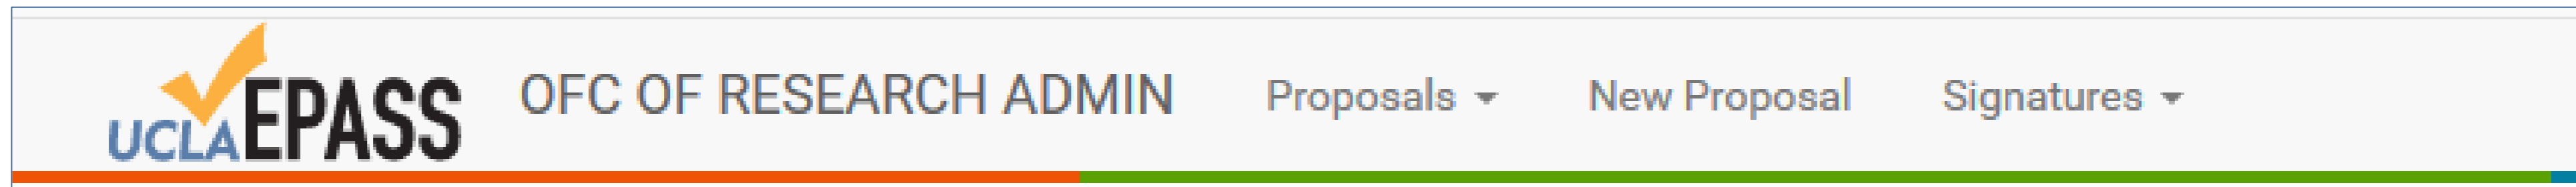 UCLA EPASS OFC OF RESEARCH ADMIN Proposals New Proposal Signatures